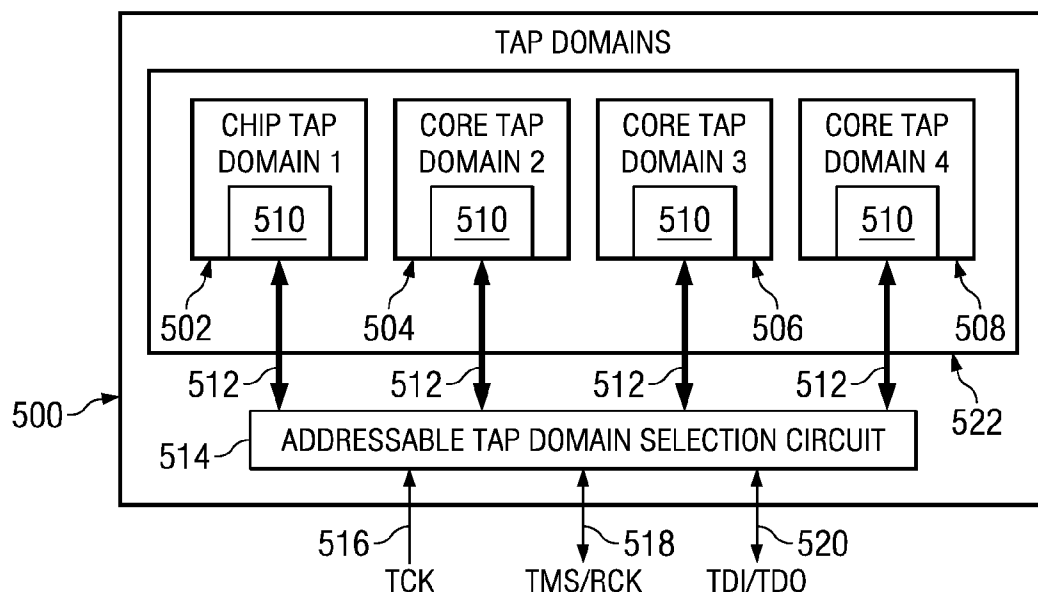 TAP DOMAINS
CHIP TAP
DOMAIN 1
510
CORE TAP
DOMAIN 2
510
CORE TAP
DOMAIN 3
510
CORE TAP
DOMAIN 4
510
502
504
506
508
512
512
512
512
522
500
514
ADDRESSABLE TAP DOMAIN SELECTION CIRCUIT
516
518
520
TCK
TMS/RCK
TDI/TDO